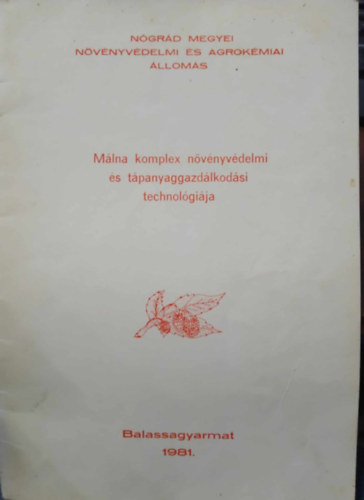 NÓGRÁD MEGYEI
NÖVÉNYVÉDELMI ÉS AGROKÉMIAI
ÁLLOMÁS
Málna komplex növényvédelmi
és tápanyaggazdálkodási
technológiája
Balassagyarmat
1981.